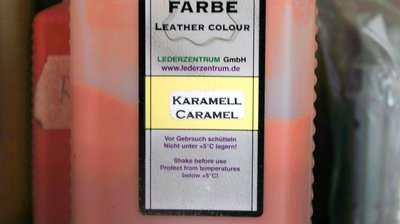 FARBE
LEATHER COLOUR
LEDERZENTRUM GmbH
www.lederzentrum.de
KARAMELL
CARAMEL
Vor Gebrauch schütteln
Nicht unter +5°C lagern!
Shake before use
Protect from temperatures
below +5°C!